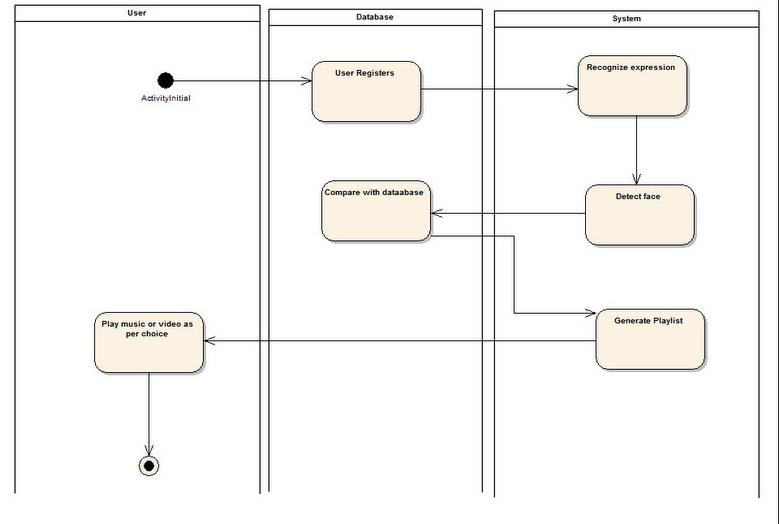 User
Database
System
User Registers
Recognize expression
ActivityInitial
Compare with dataabase
Detect face
Play music or video as
per choice
Generate Playlist